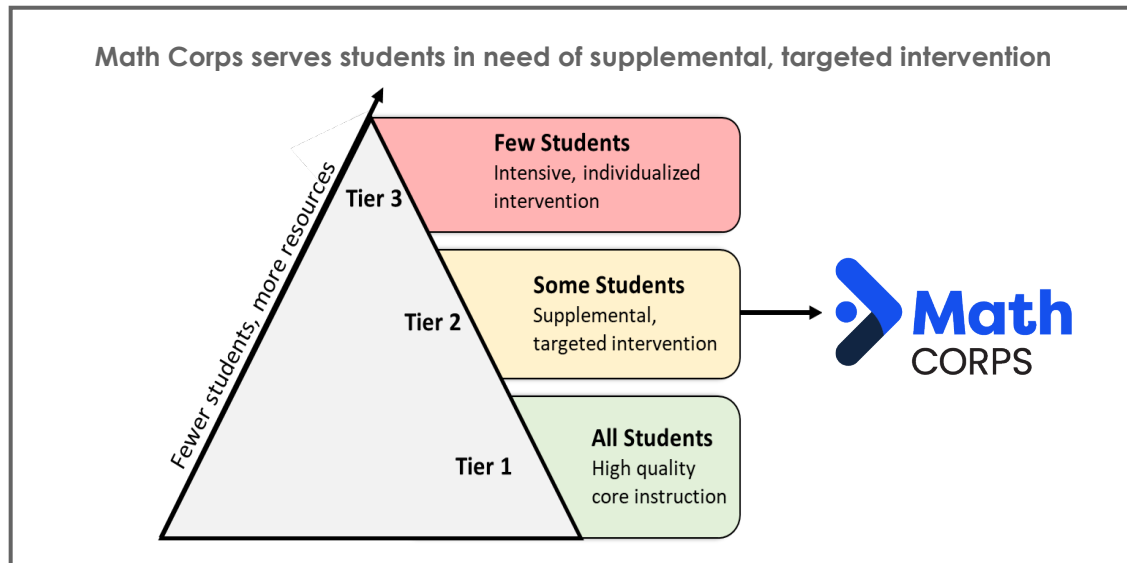 Math Corps serves students in need of supplemental, targeted intervention
Fewer students, more resources
Tier 3
Few Students
Intensive, individualized
intervention
Tier 2
Some Students
Supplemental,
targeted intervention
Math
CORPS
Tier 1
All Students
High quality
core instruction